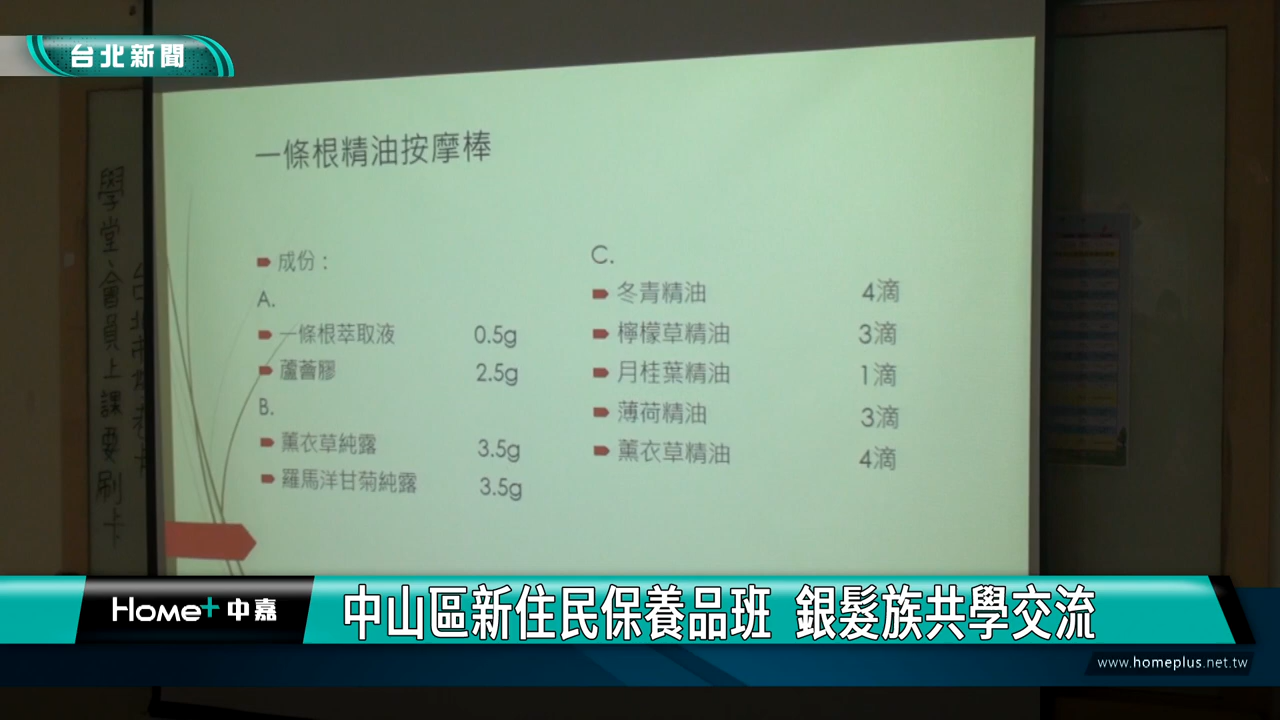 台北新聞
一條根精油按摩棒
成份：
A.
一條根萃取液 0.5g
蘆薈膠 2.5g
B.
薰衣草純露 3.5g
羅馬洋甘菊純露 3.5g
C.
冬青精油 4滴
檸檬草精油 3滴
月桂葉精油 1滴
薄荷精油 3滴
薰衣草精油 4滴
學堂、會員上課要刷卡
Home+ 中嘉
中山區新住民保養品班 銀髮族共學交流
www.homeplus.net.tw